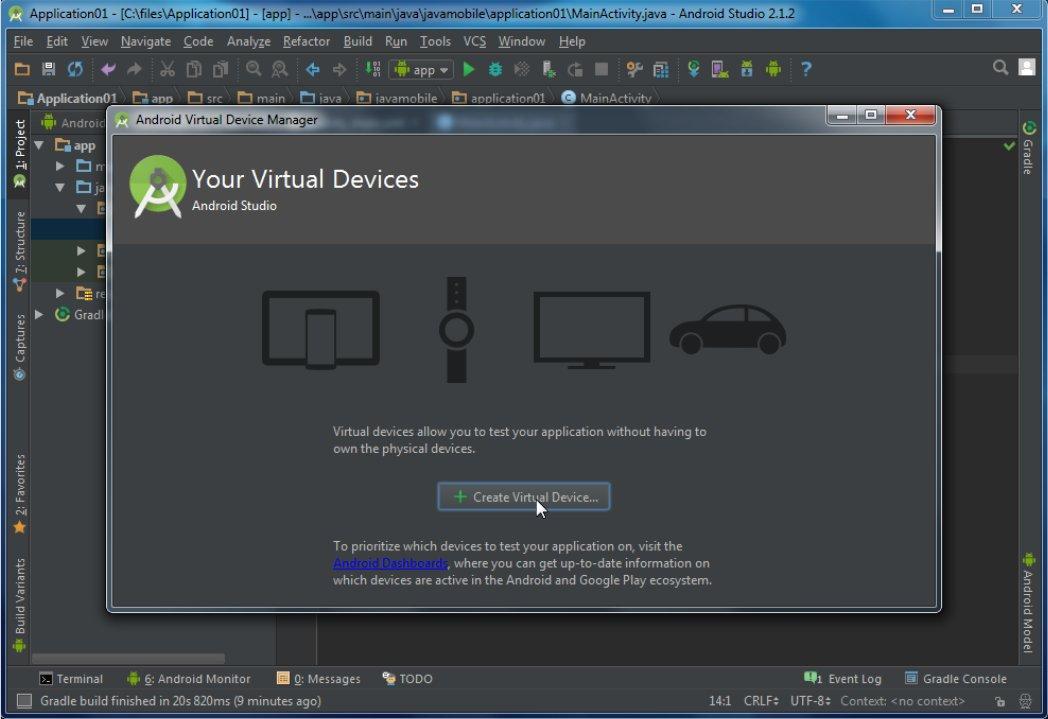 Application01 - [C:\files\Application01] - [app] - ...\app\src\main\java\javamobile\application01\MainActivity.java - Android Studio 2.1.2
File Edit View Navigate Code Analyze Refactor Build Run Tools VCS Window Help
app
Application01 app src main java javamobile application01 MainActivity
Android Virtual Device Manager
Android
1: Project
app
Gradle
Your Virtual Devices
Android Studio
7: Structure
Gradl
Captures
Virtual devices allow you to test your application without having to
own the physical devices.
2: Favorites
Create Virtual Device...
To prioritize which devices to test your application on, visit the
Android Dashboards, where you can get up-to-date information on
which devices are active in the Android and Google Play ecosystem.
Build Variants
Android Model
Terminal 6: Android Monitor 0: Messages TODO 1 Event Log Gradle Console
Gradle build finished in 20s 820ms (9 minutes ago) 14:1 CRLF UTF-8 Context: <no context>